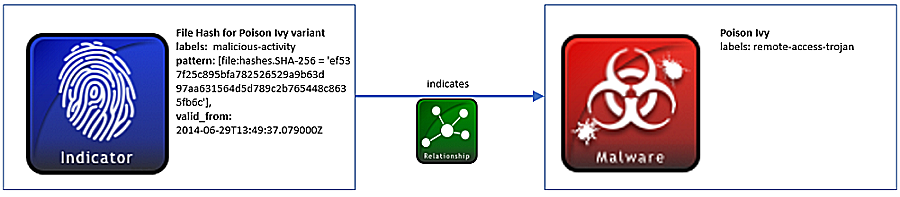 File Hash for Poison Ivy variant
labels: malicious-activity
pattern: [file:hashes.SHA-256 = 'ef53
7f25c895bfa782526529a9b63d
97aa631564d5d789c2b765448c863
5fb6c'],
valid_from:
2014-06-29T13:49:37.079000Z
Indicator
indicates
Relationship
Poison Ivy
labels: remote-access-trojan
Malware